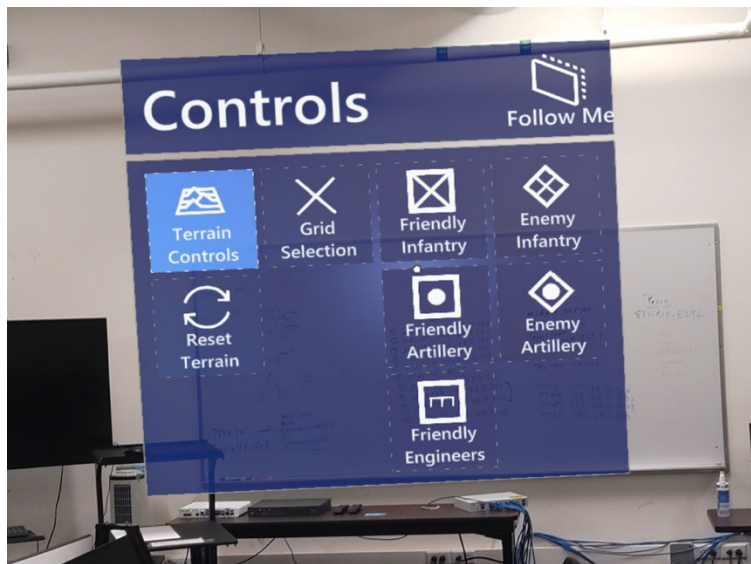 Controls
Follow Me
Terrain
Controls
Grid
Selection
Friendly
Infantry
Enemy
Infantry
Reset
Terrain
Friendly
Artillery
Enemy
Artillery
Friendly
Engineers